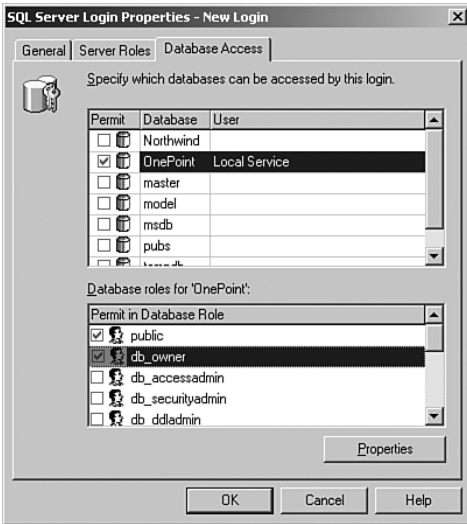 SQL Server Login Properties - New Login
General Server Roles Database Access
Specify which databases can be accessed by this login.
Permit Database User
Northwind
OnePoint Local Service
master
model
msdb
pubs
Database roles for 'OnePoint':
Permit in Database Role
public
db_owner
db_accessadmin
db_securityadmin
db_ddladmin
Properties
OK Cancel Help